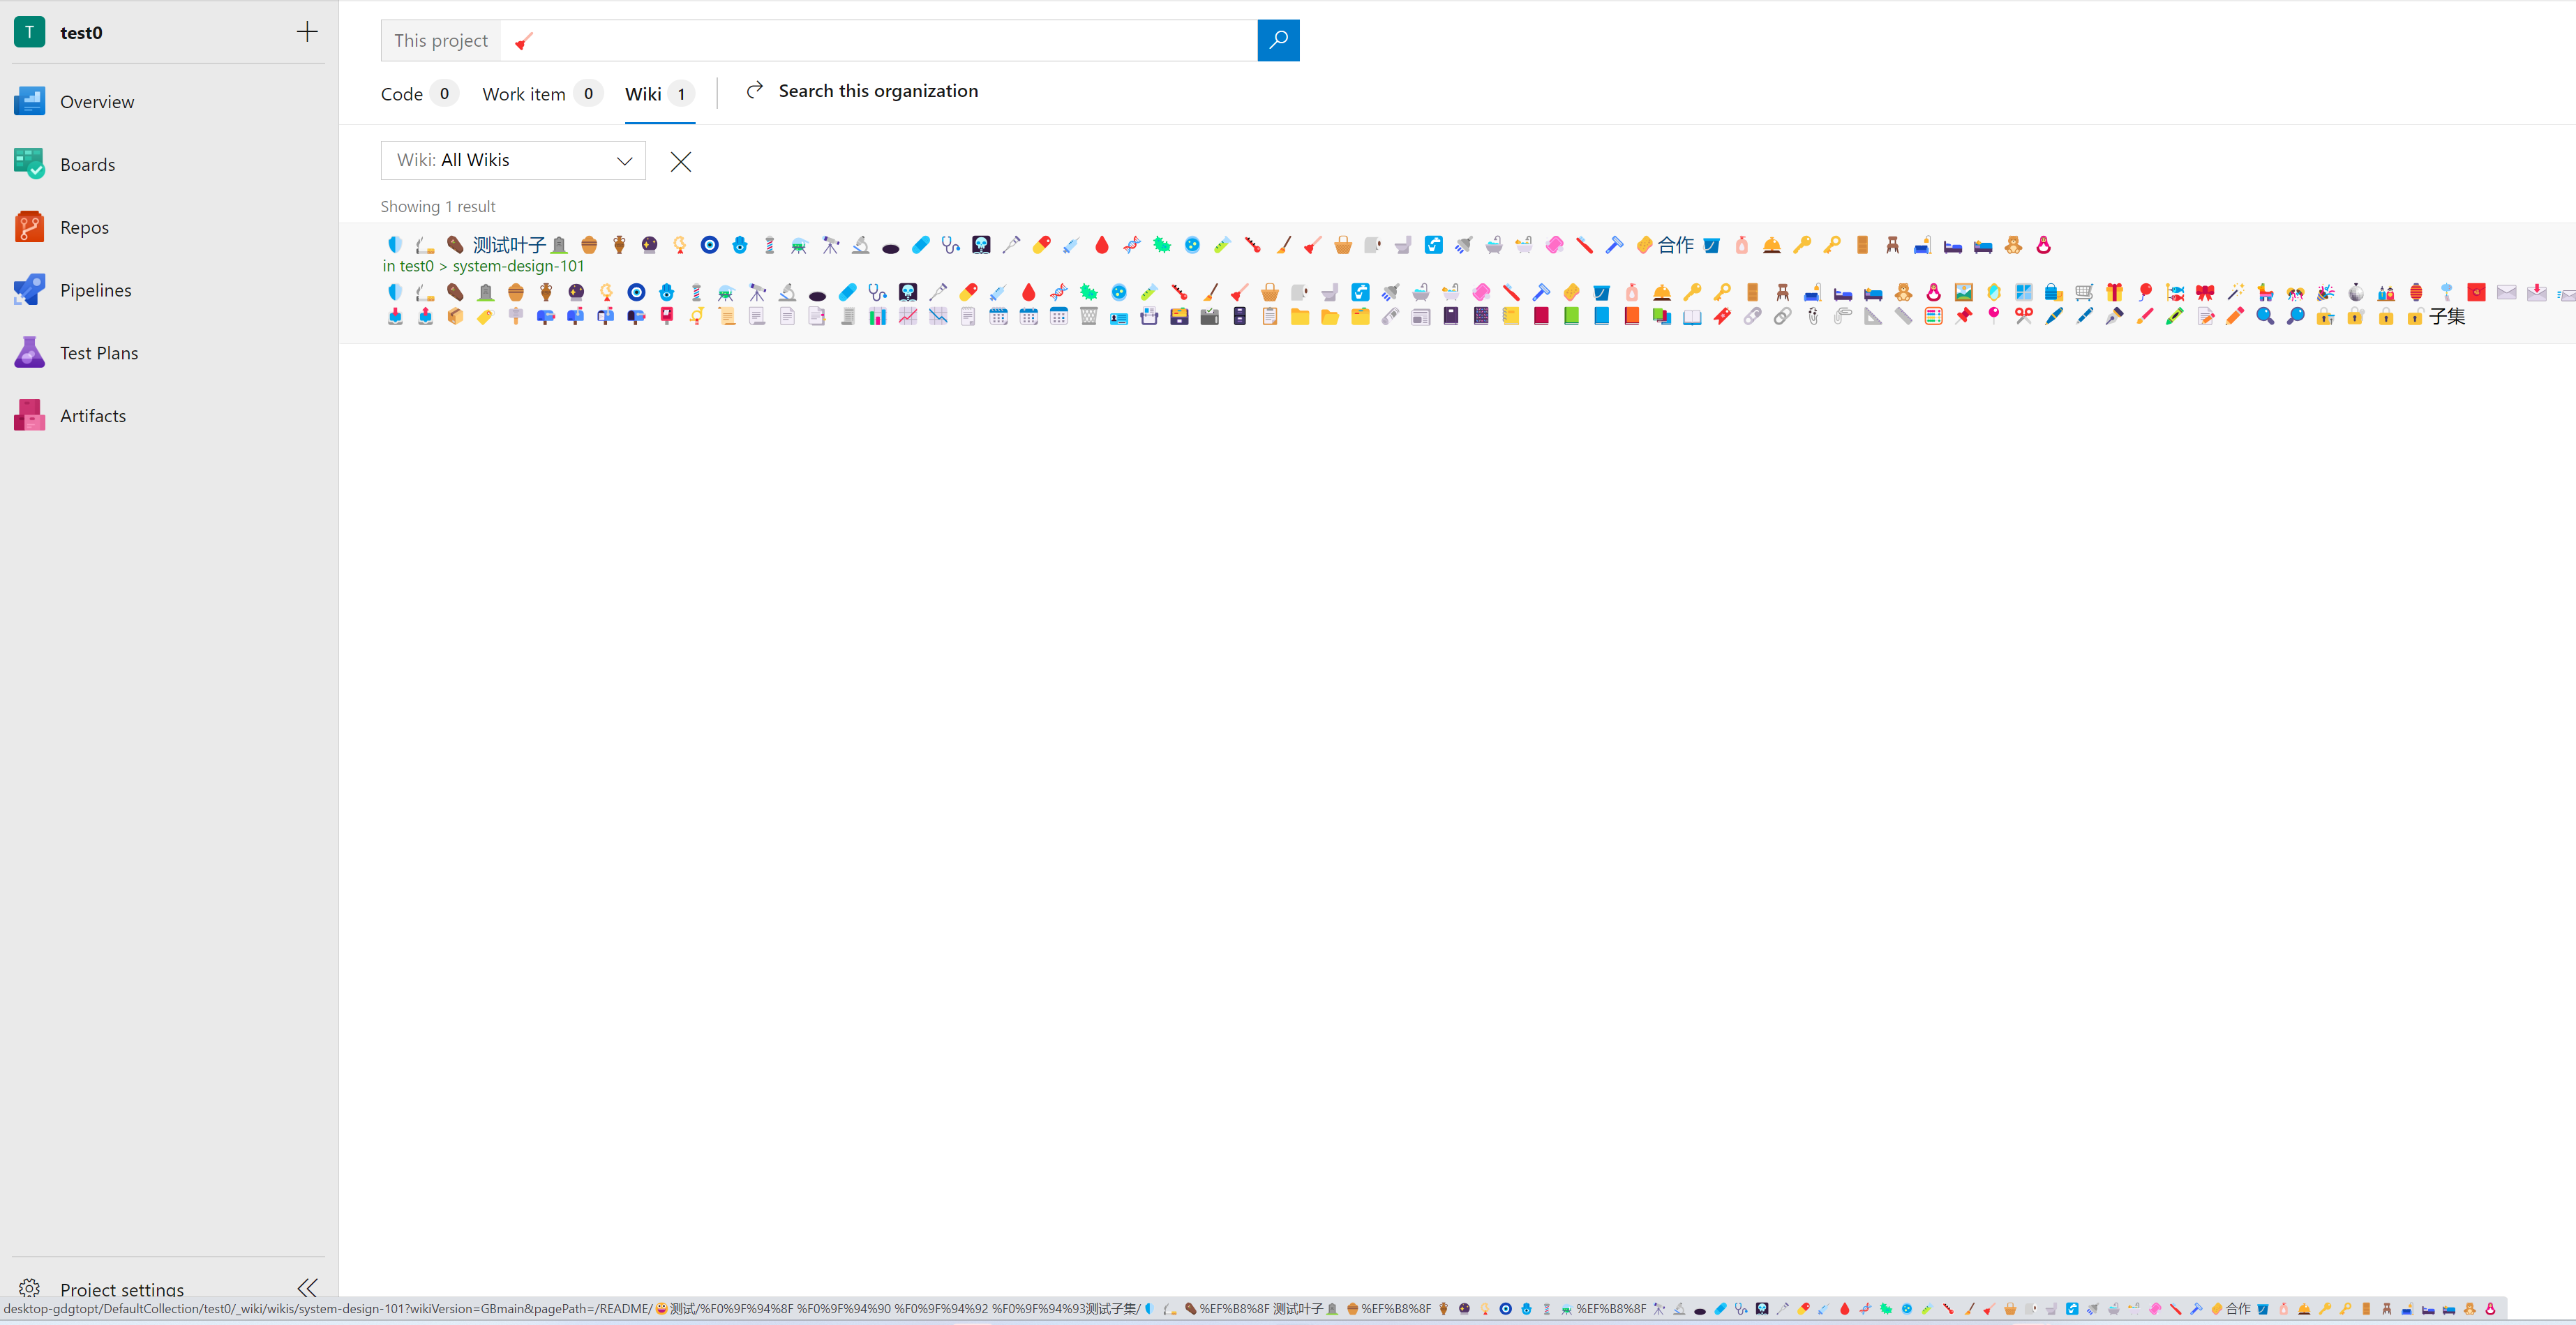 T test0
Overview
Boards
Repos
Pipelines
Test Plans
Artifacts
Project settings
This project 🪠
Code 0 Work item 0 Wiki 1 Search this organization
Wiki: All Wikis
Showing 1 result
🛡️ 🚬 ⚰️ 测试叶子🪦 ⚱️ 🏺 🔮 📿 🧿 🪬 💈 ⚗️ 🔭 🔬 🕳️ 🩹 🩺 🩻 🩼 💊 💉 🩸 🧬 🦠 🧫 🧪 🌡️ 🧹 🪠 🧺 🧻 🚽 🚰 🚿 🛁 🛀 🧼 🪥 🪒 🧽 合作 🪣 🧴 🛎️ 🔑 🗝️ 🚪 🪑 🛋️ 🛏️ 🛌 🧸 🪆
in test0 > system-design-101
🛡️ 🚬 ⚰️ 🪦 ⚱️ 🏺 🔮 📿 🧿 🪬 💈 ⚗️ 🔭 🔬 🕳️ 🩹 🩺 🩻 🩼 💊 💉 🩸 🧬 🦠 🧫 🧪 🌡️ 🧹 🪠 🧺 🧻 🚽 🚰 🚿 🛁 🛀 🧼 🪥 🪒 🧽 🪣 🧴 🛎️ 🔑 🗝️ 🚪 🪑 🛋️ 🛏️ 🛌 🧸 🪆 🖼️ 🪞 🪟 🛍️ 🛒 🎁 🎈 🎏 🎀 🪄 🪅 🎊 🎉 🪩 🎎 🏮 🎐 🧧 ✉️ 📩 📨
📥 📤 📦 🏷️ 🪧 📪 📫 📬 📭 📮 📯 📜 📃 📄 📑 🧾 📊 📈 📉 🗒️ 🗓️ 📆 📅 🗑️ 📇 🗃️ 🗳️ 🗄️ 📋 📁 📂 🗂️ 🗞️ 📰 📓 📔 📒 📕 📗 📘 📙 📚 📖 🔖 🧷 🔗 📎 🖇️ 📐 📏 🧮 📌 📍 ✂️ 🖊️ 🖋️ ✒️ 🖌️ 🖍️ 📝 ✏️ 🔍 🔎 🔏 🔐 🔒 🔓子集
desktop-gdgtopt/DefaultCollection/test0/_wiki/wikis/system-design-101?wikiVersion=GBmain&pagePath=/README/😀测试/%F0%9F%94%8F %F0%9F%94%90 %F0%9F%94%92 %F0%9F%94%93测试子集/🛡 🚬 ⚰%EF%B8%8F 测试叶子🪦 ⚱%EF%B8%8F 🏺 🔮 📿 🧿 🪬 💈 ⚗%EF%B8%8F 🔭 🔬 🕳 🩹 🩺 🩻 🩼 💊 💉 🩸 🧬 🦠 🧫 🧪 🌡 🧹 🪠 🧺 🧻 🚽 🚰 🚿 🛁 🛀 🧼 🪥 🪒 🧽 合作 🪣 🧴 🛎 🔑 🗝 🚪 🪑 🛋 🛏 🛌 🧸 🪆